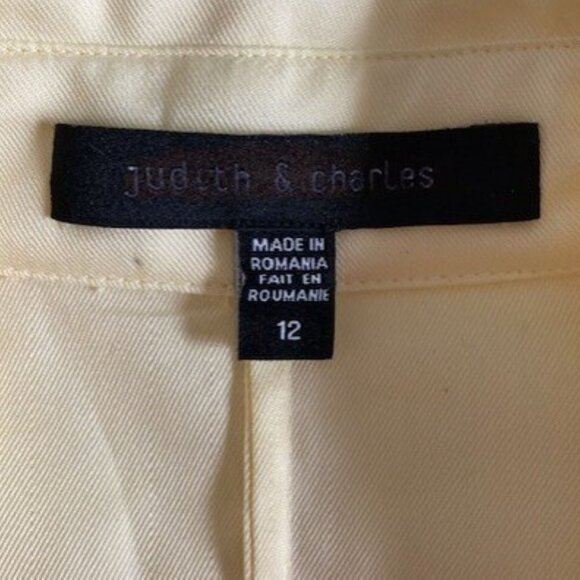 judith & charles
MADE IN
ROMANIA
FAIT EN
ROUMANIE
12